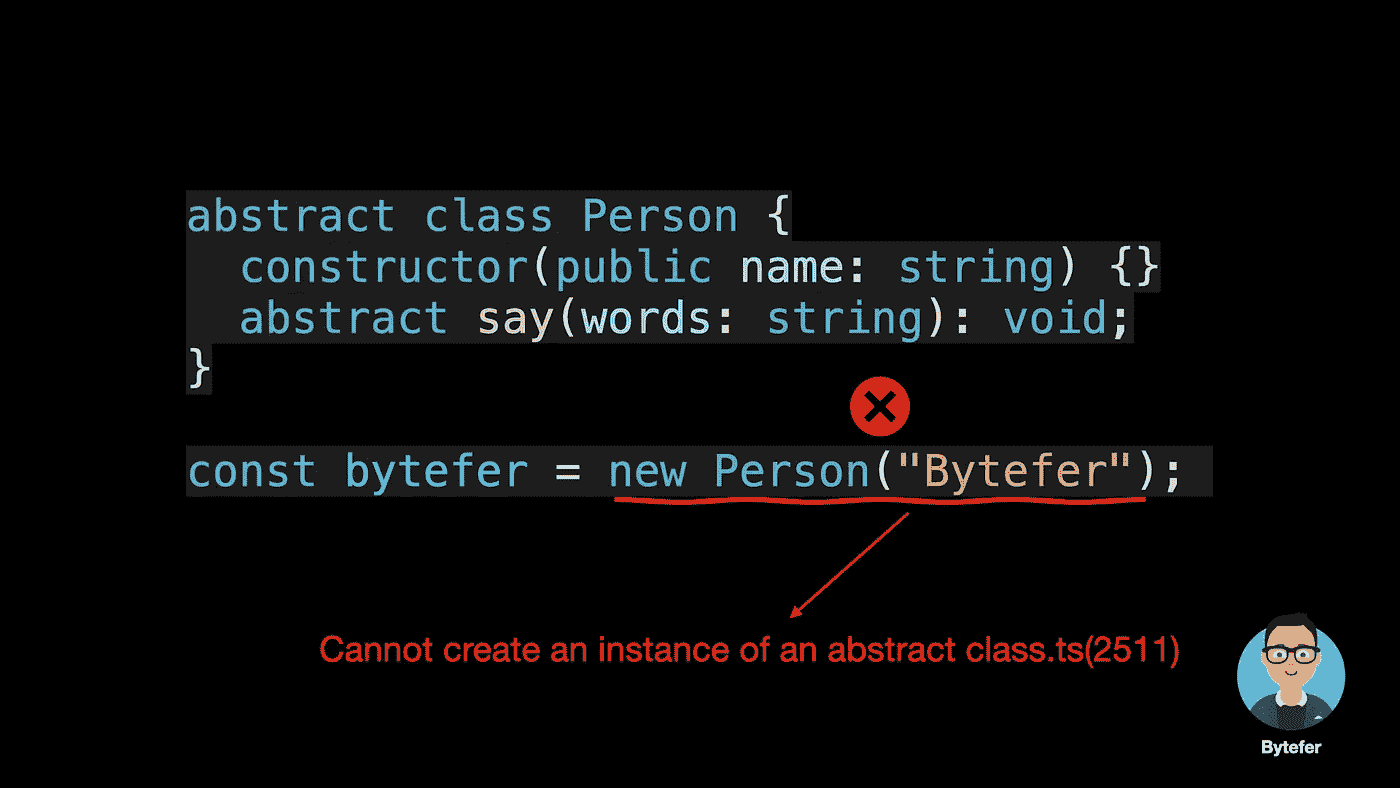 abstract class Person {
  constructor(public name: string) {}
  abstract say(words: string): void;
}
const bytefer = new Person("Bytefer");
Cannot create an instance of an abstract class.ts(2511)
Bytefer